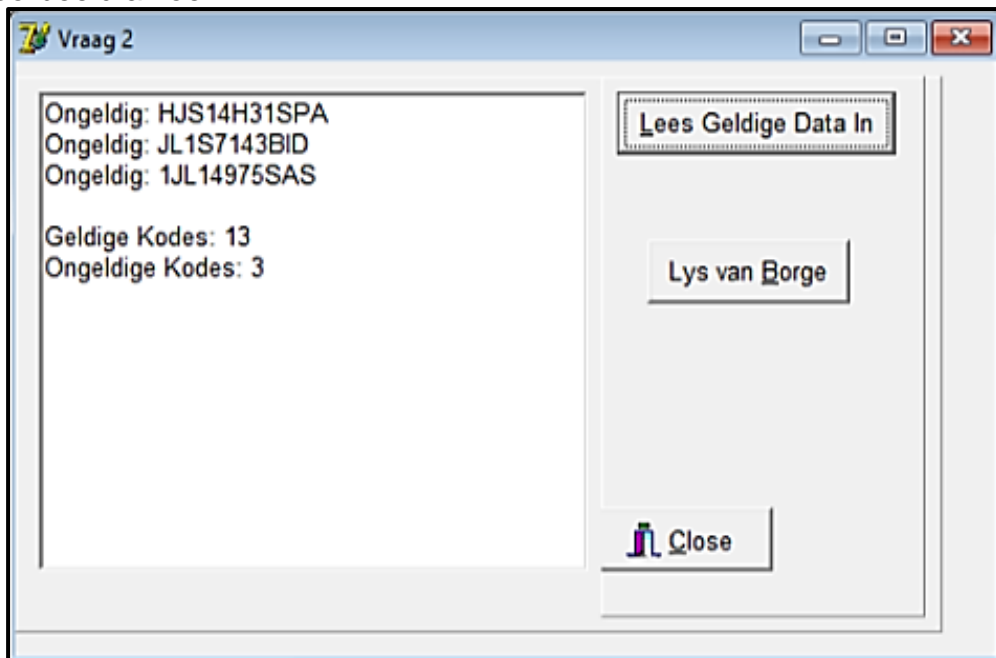 Vraag 2
Ongeldig: HJS14H31SPA
Ongeldig: JL1S7143BID
Ongeldig: 1JL14975SAS
Geldige Kodes: 13
Ongeldige Kodes: 3
Lees Geldige Data In
Lys van Borge
Close